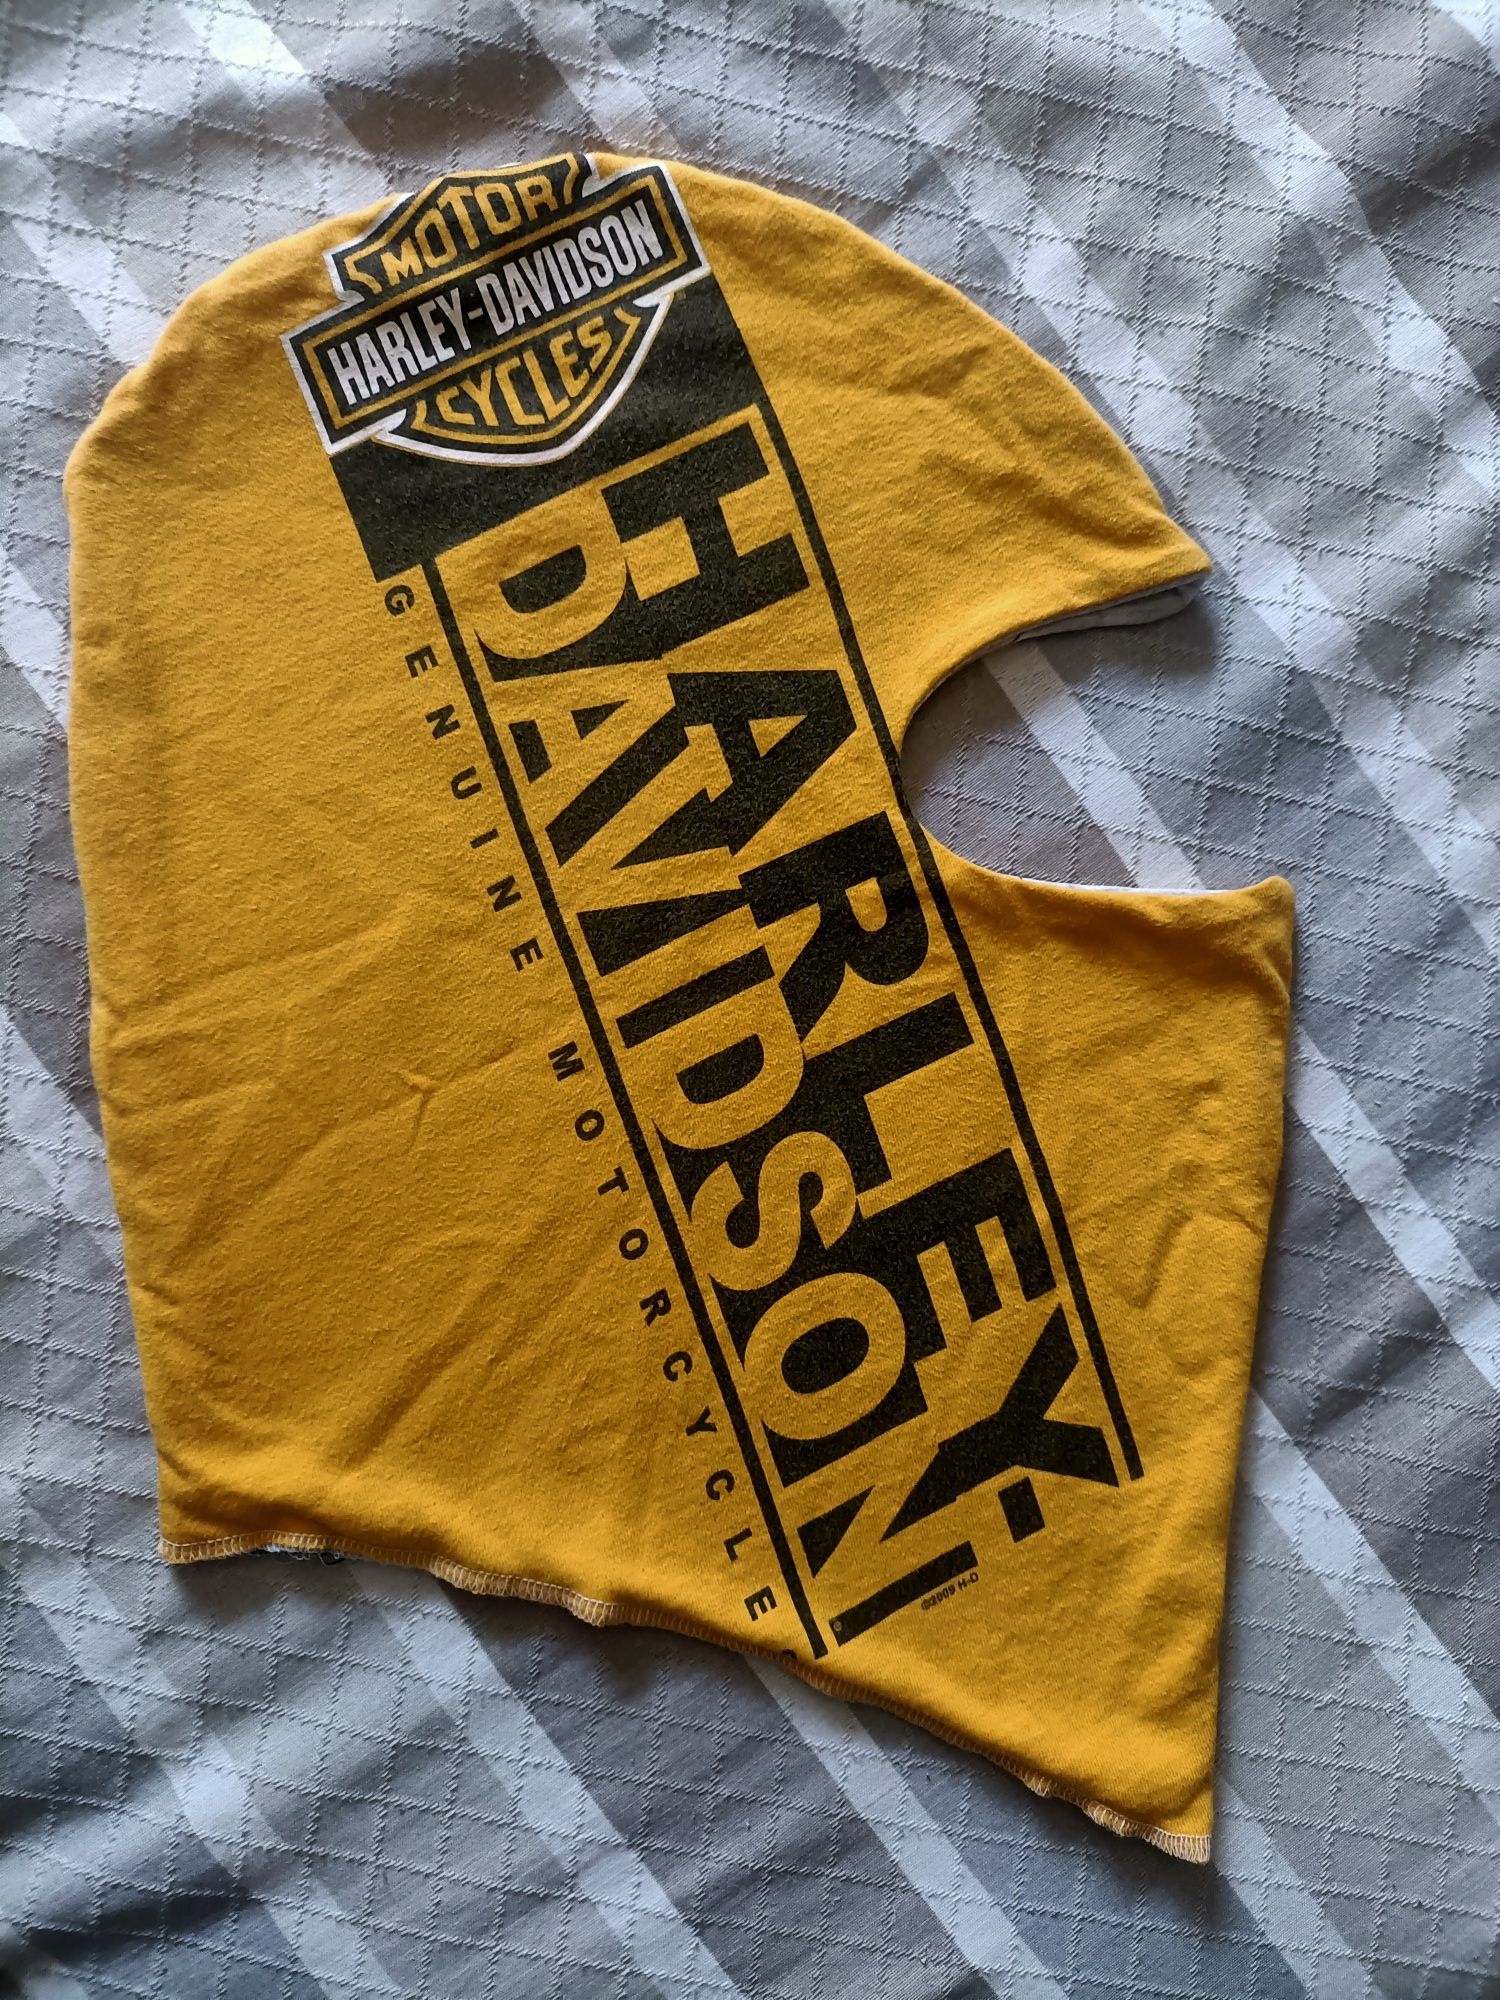 MOTOR
HARLEY-DAVIDSON
CYCLES
HARLEY-
DAVIDSON
GENUINE MOTORCYCLES
©2009 H-D